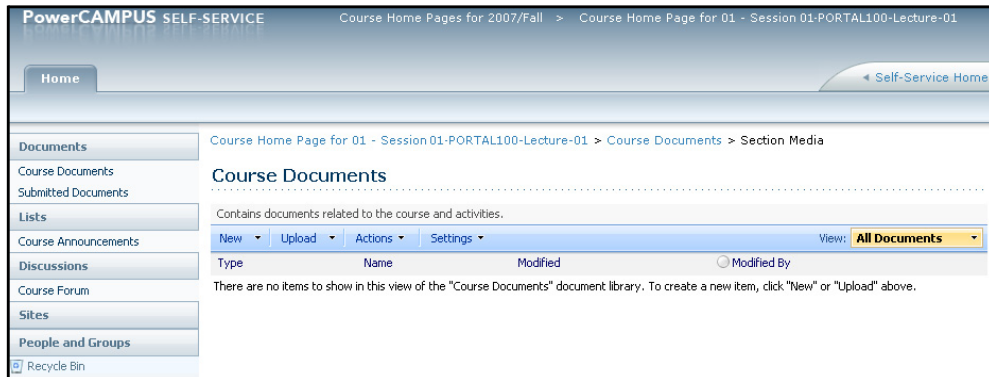 PowerCAMPUS SELF-SERVICE
Course Home Pages for 2007/Fall > Course Home Page for 01 - Session 01-PORTAL100-Lecture-01
Home
Self-Service Home
Documents
Course Documents
Submitted Documents
Lists
Course Announcements
Discussions
Course Forum
Sites
People and Groups
Recycle Bin
Course Home Page for 01 - Session 01-PORTAL100-Lecture-01 > Course Documents > Section Media
Course Documents
Contains documents related to the course and activities.
New Upload Actions Settings View: All Documents
Type Name Modified Modified By
There are no items to show in this view of the "Course Documents" document library. To create a new item, click "New" or "Upload" above.